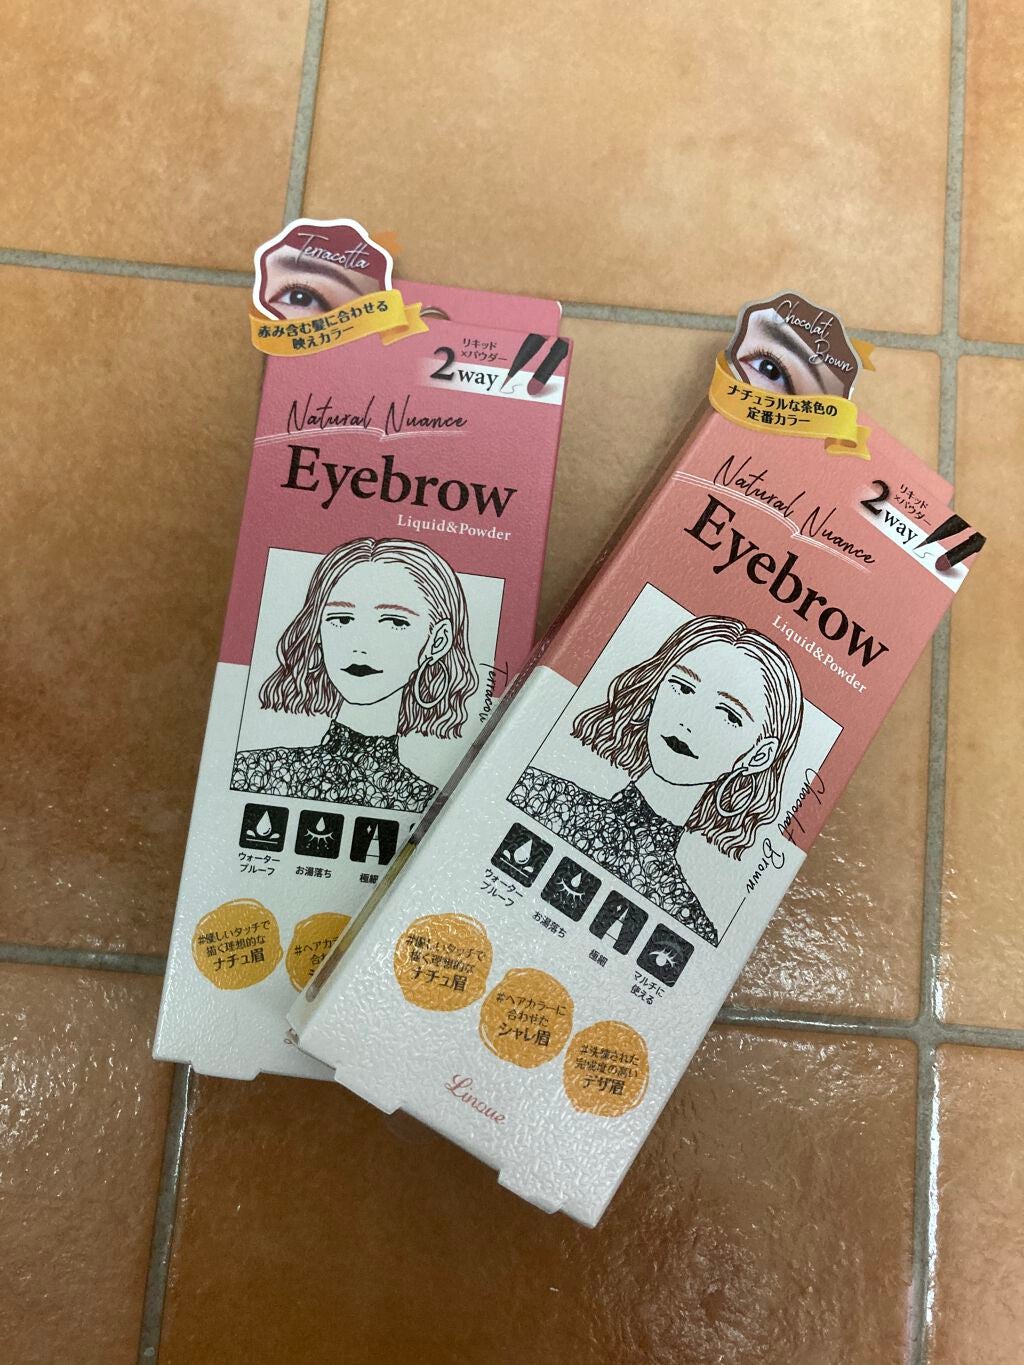 Terracotta
赤み含む髪に合わせる
映えカラー
リキッド
×パウダー
2way
Natural Nuance
Eyebrow
Liquid&Powder
ウォーター
プルーフ
お湯落ち
極細
#優しいタッチで
描く理想的な
ナチュ眉
#ヘアカラ
合わ
Chocolat
Brown
ナチュラルな茶色の
定番カラー
リキッド
×パウダー
2way
Natural Nuance
Eyebrow
Liquid&Powder
Chocolat Brown
ウォーター
プルーフ
お湯落ち
極細
マルチに
使える
#優しいタッチで
描く理想的な
ナチュ眉
#ヘアカラーに
合わせた
シャレ眉
#洗練された
完成度の高い
デザ眉
Linoue